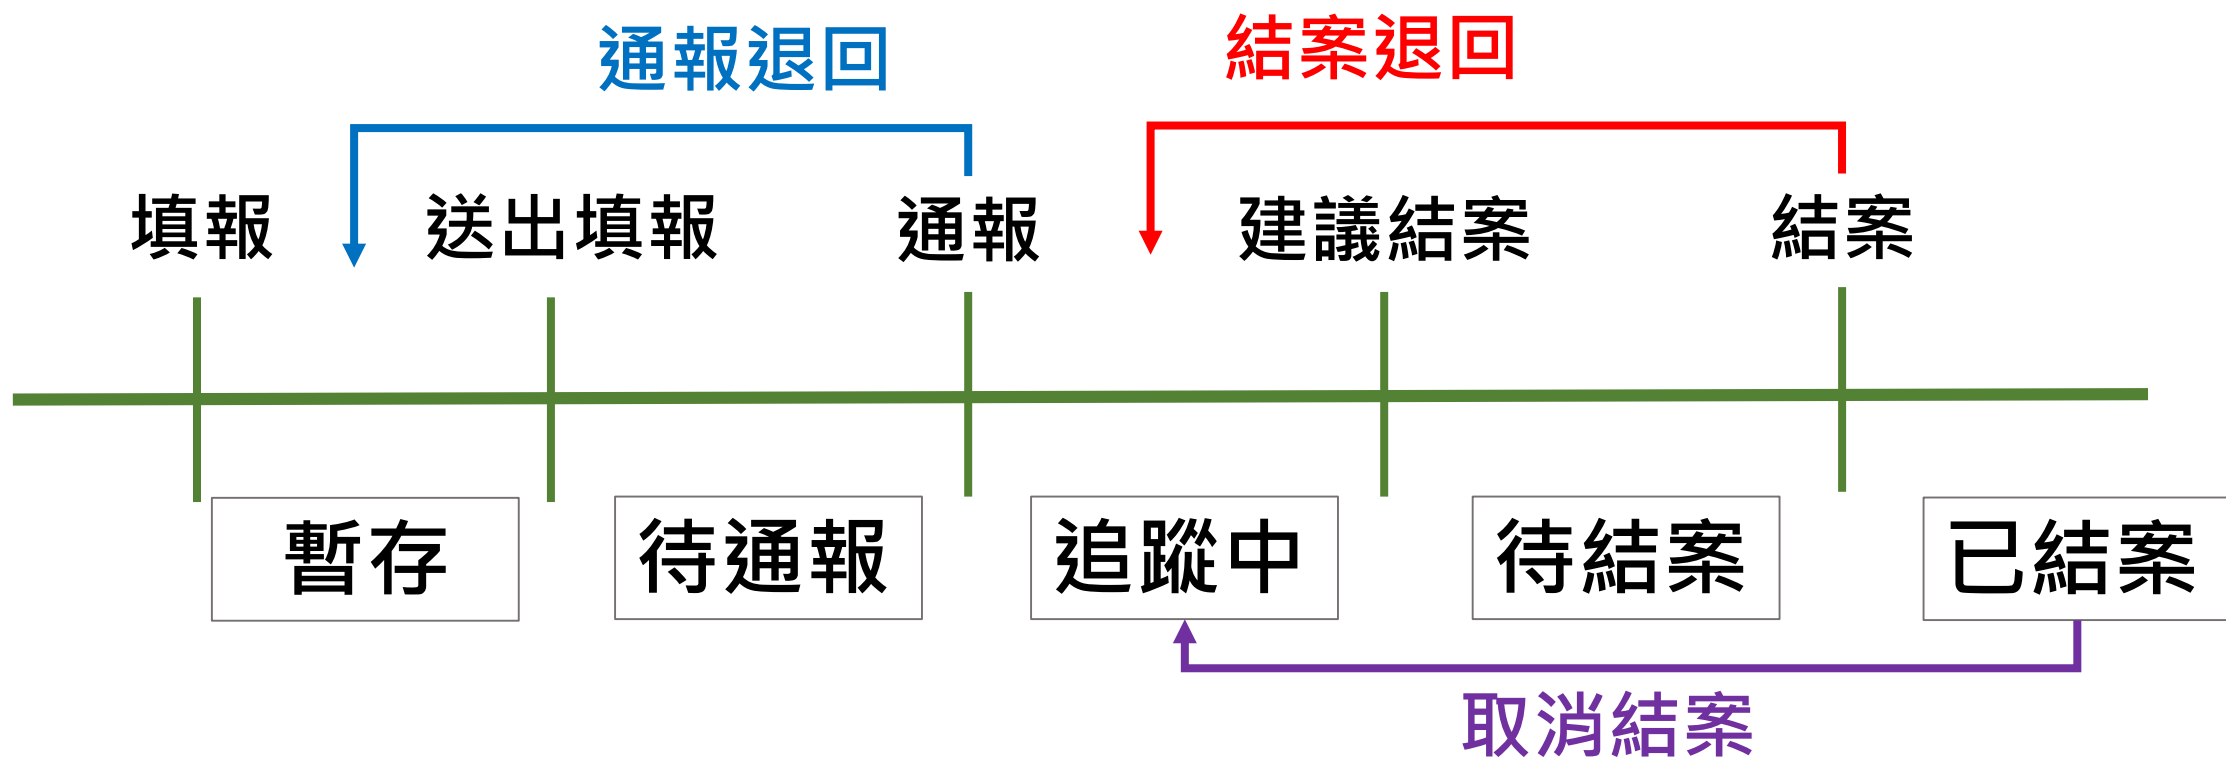 通報退回
結案退回
填報
送出填報
通報
建議結案
結案
暫存
待通報
追蹤中
待結案
已結案
取消結案